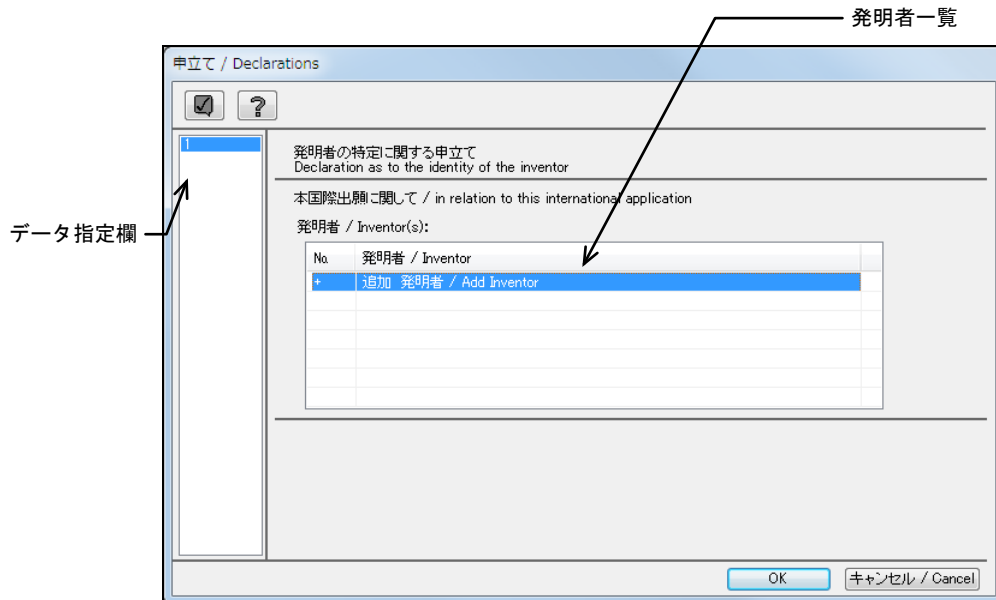 発明者一覧
申立て / Declarations
1
発明者の特定に関する申立て
Declaration as to the identity of the inventor
本国際出願に関して / in relation to this international application
データ指定欄
発明者 / Inventor(s):
No. 発明者 / Inventor
+ 追加 発明者 / Add Inventor
OK キャンセル / Cancel